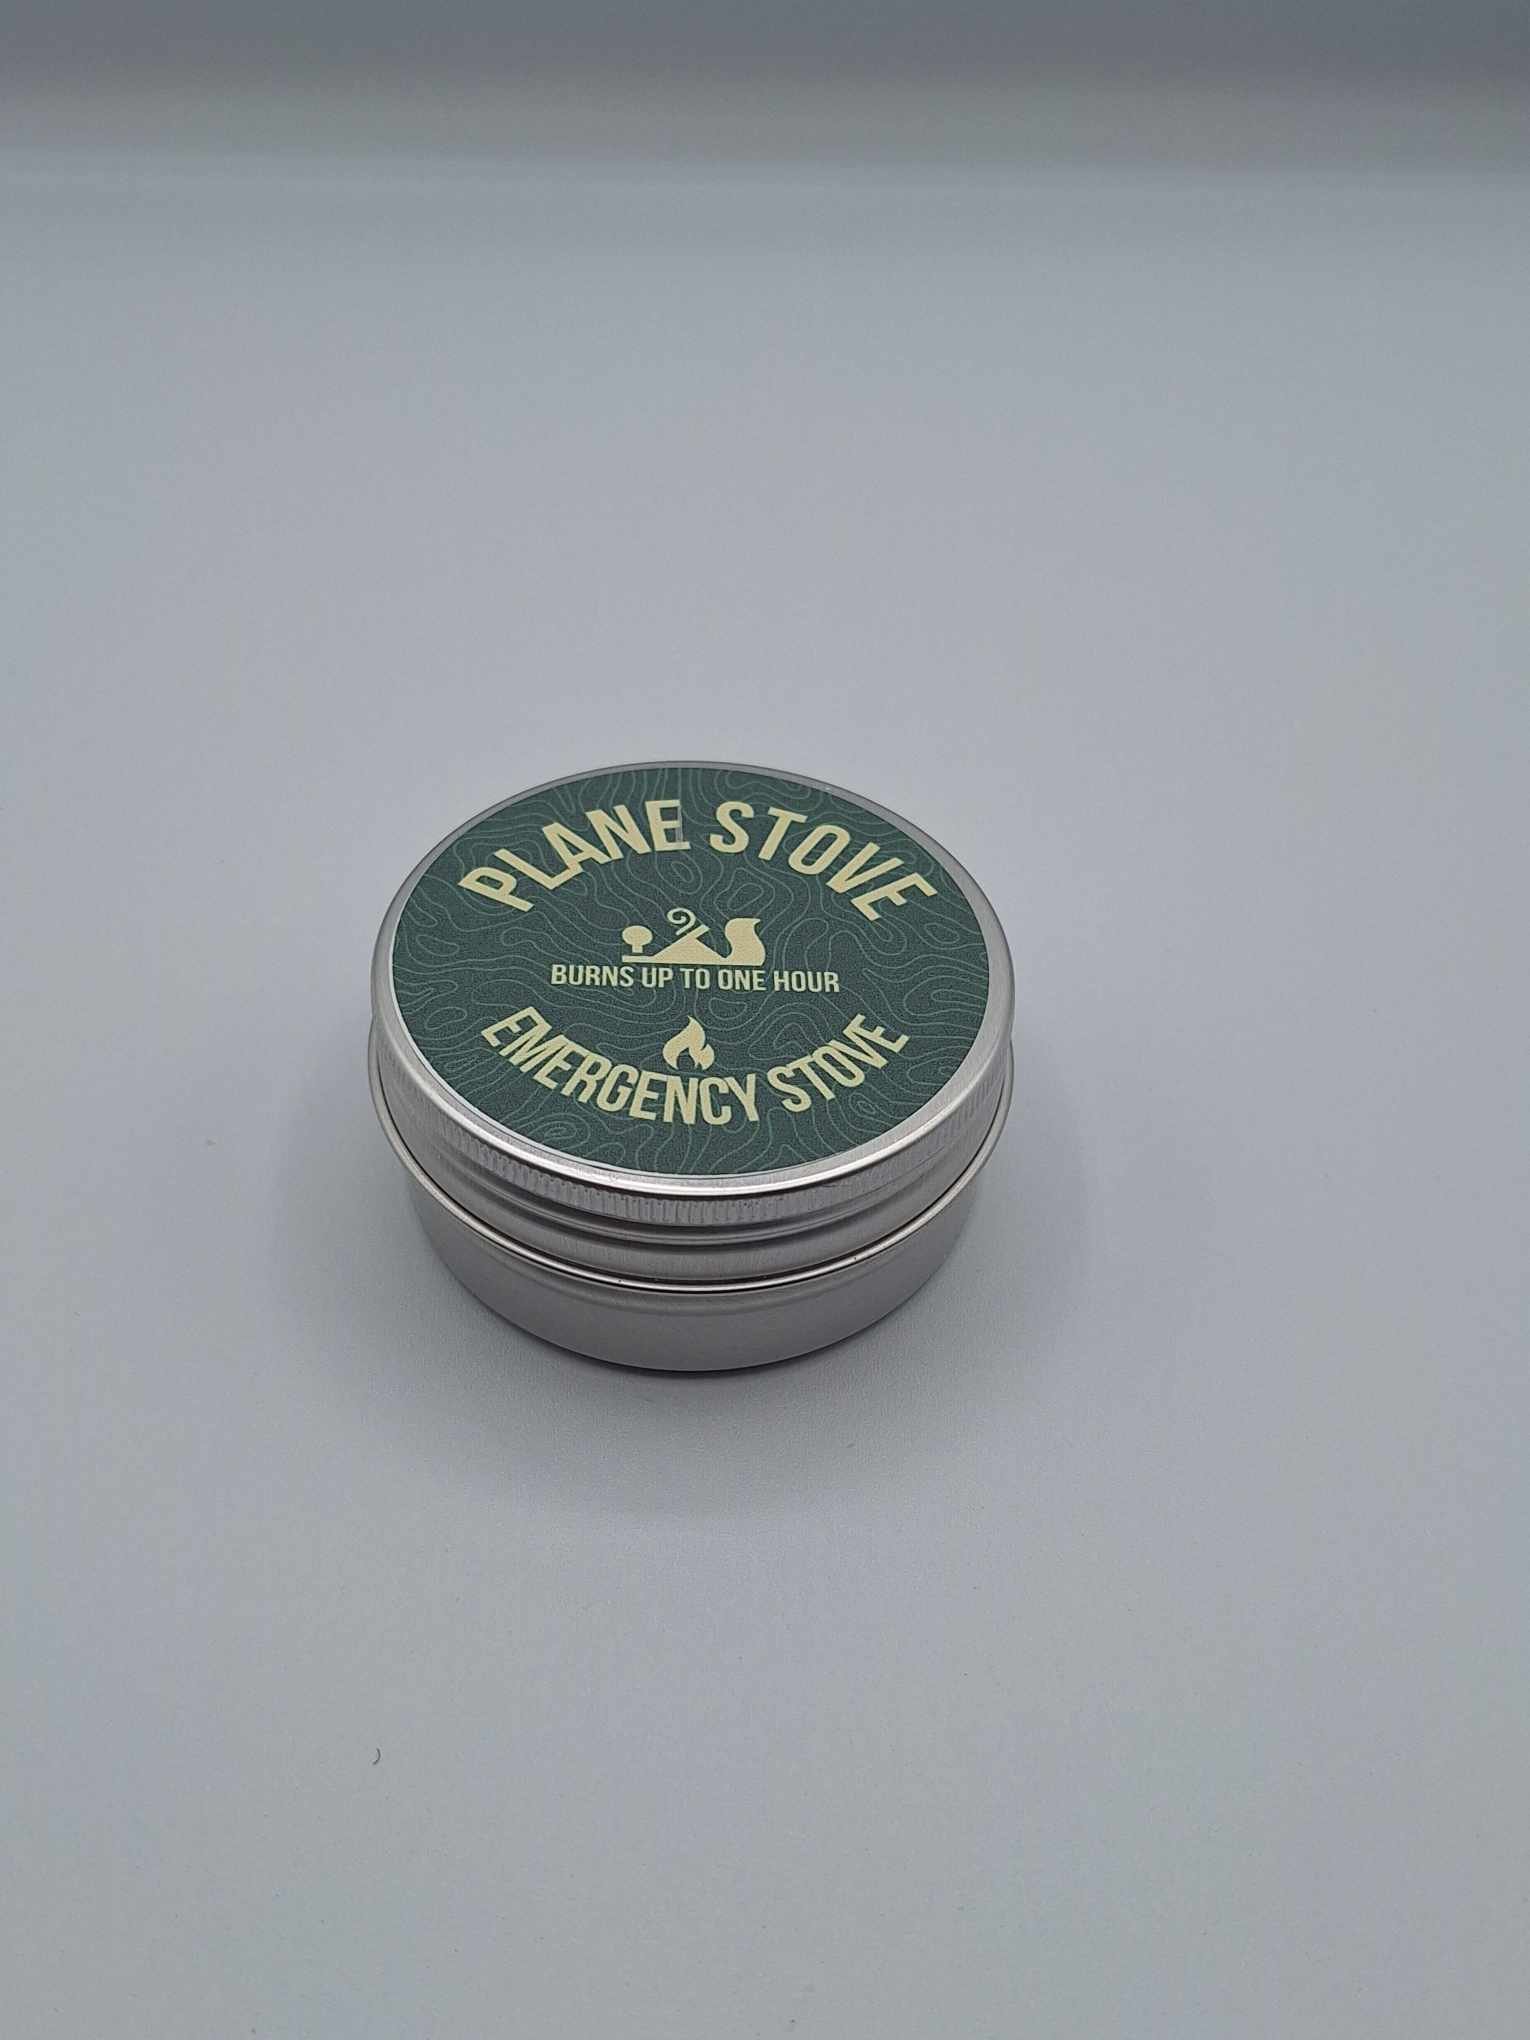 PLANE STOVE
BURNS UP TO ONE HOUR
EMERGENCY STOVE